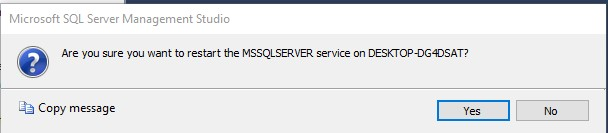 Microsoft SQL Server Management Studio
Are you sure you want to restart the MSSQLSERVER service on DESKTOP-DG4DSAT?
Copy message
Yes
No